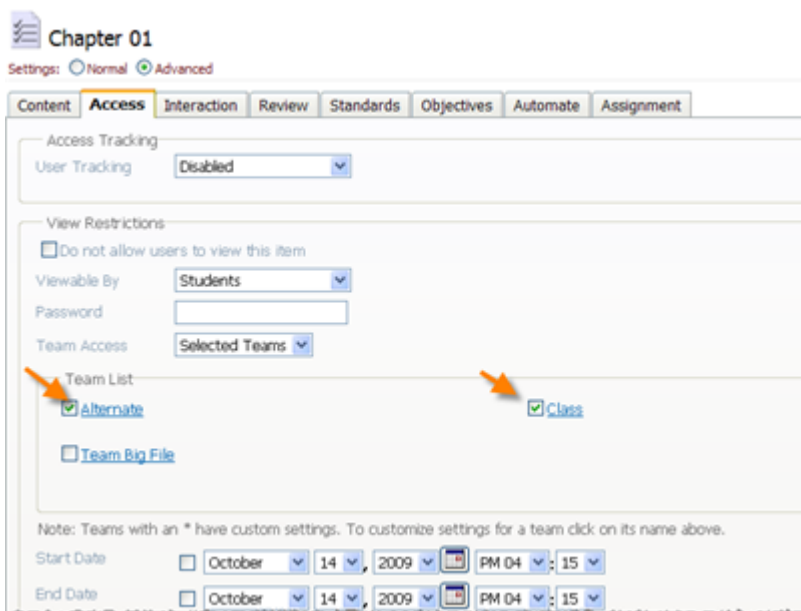 Chapter 01
Settings: Normal Advanced
Content Access Interaction Review Standards Objectives Automate Assignment
Access Tracking
User Tracking Disabled
View Restrictions
Do not allow users to view this item
Viewable By Students
Password
Team Access Selected Teams
Team List
Alternate Class
Team Big File
Note: Teams with an * have custom settings. To customize settings for a team click on its name above.
Start Date October 14 , 2009 PM 04 : 15
End Date October 14 , 2009 PM 04 : 15